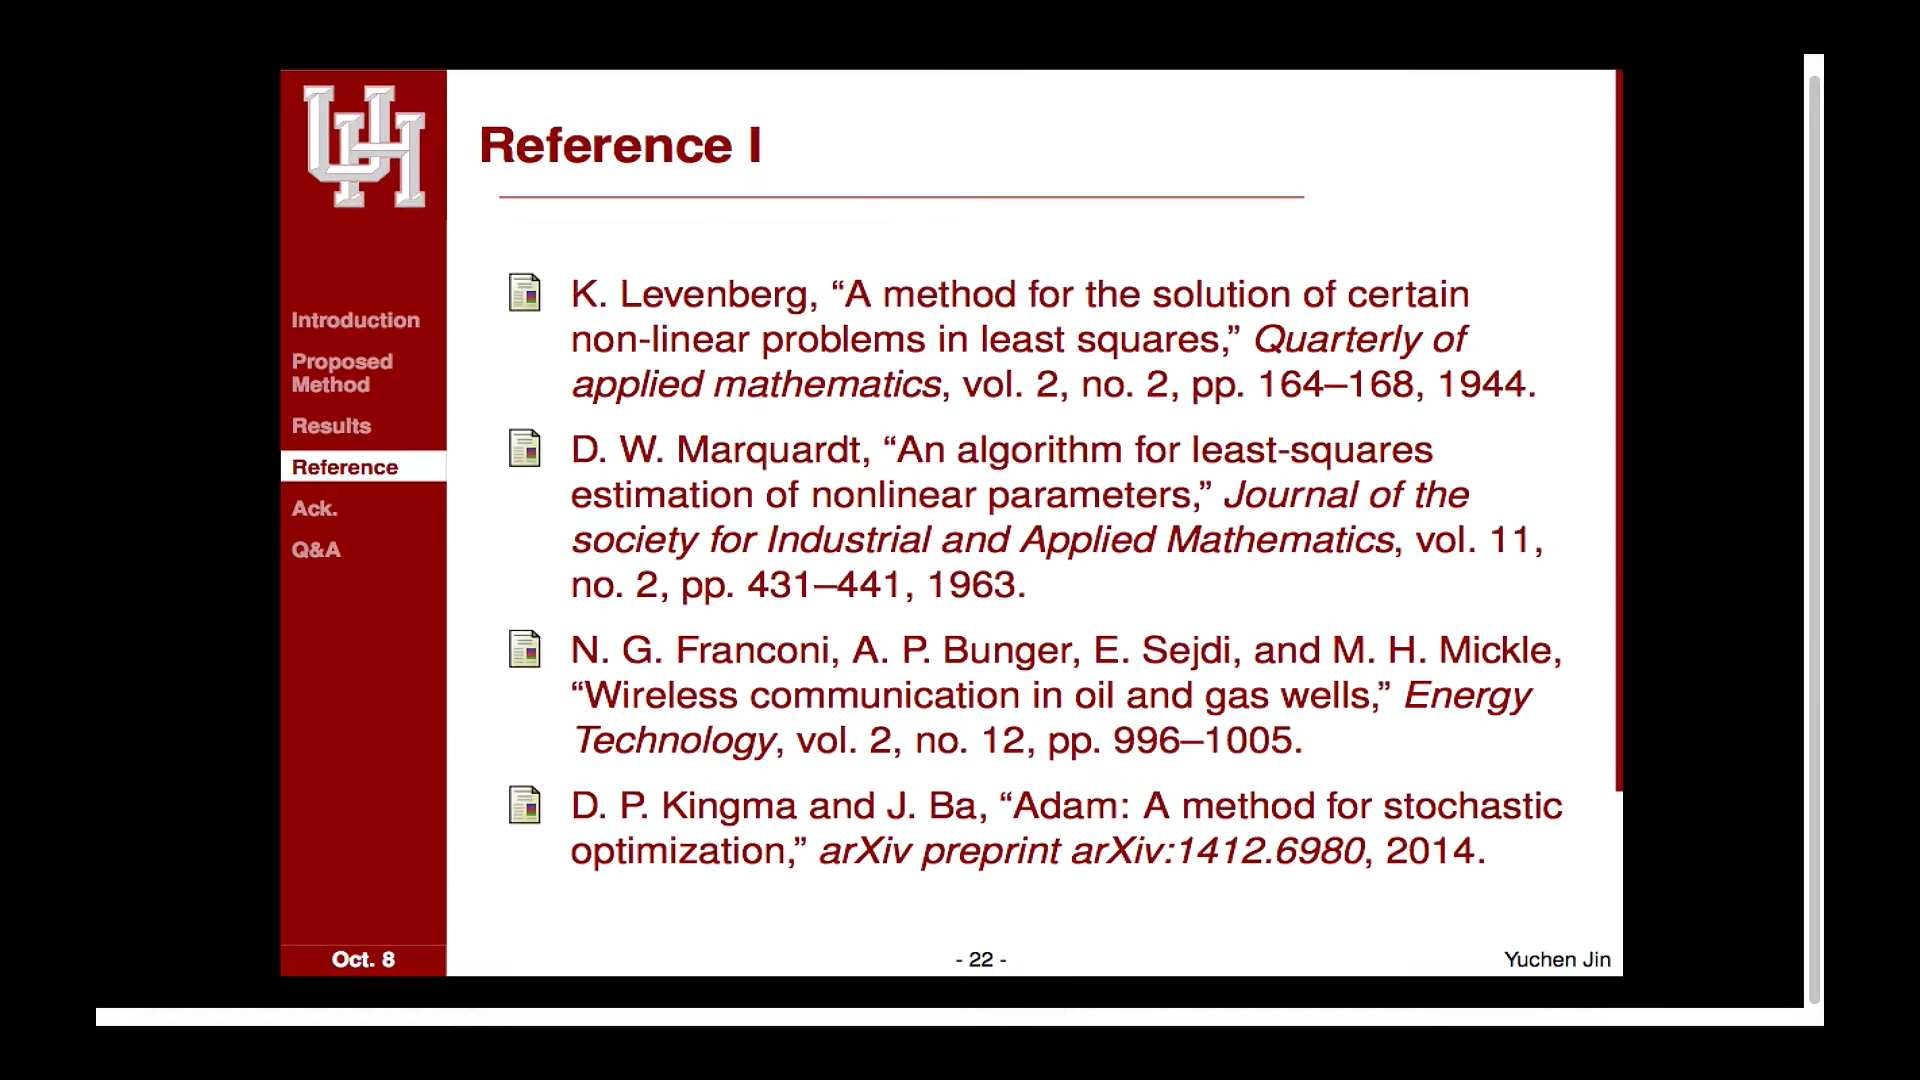 UH
Reference I
Introduction
Proposed
Method
Results
Reference
Ack.
Q&A
K. Levenberg, “A method for the solution of certain
non-linear problems in least squares,” Quarterly of
applied mathematics, vol. 2, no. 2, pp. 164–168, 1944.
D. W. Marquardt, “An algorithm for least-squares
estimation of nonlinear parameters,” Journal of the
society for Industrial and Applied Mathematics, vol. 11,
no. 2, pp. 431–441, 1963.
N. G. Franconi, A. P. Bunger, E. Sejdi, and M. H. Mickle,
“Wireless communication in oil and gas wells,” Energy
Technology, vol. 2, no. 12, pp. 996–1005.
D. P. Kingma and J. Ba, “Adam: A method for stochastic
optimization,” arXiv preprint arXiv:1412.6980, 2014.
Oct. 8
- 22 -
Yuchen Jin